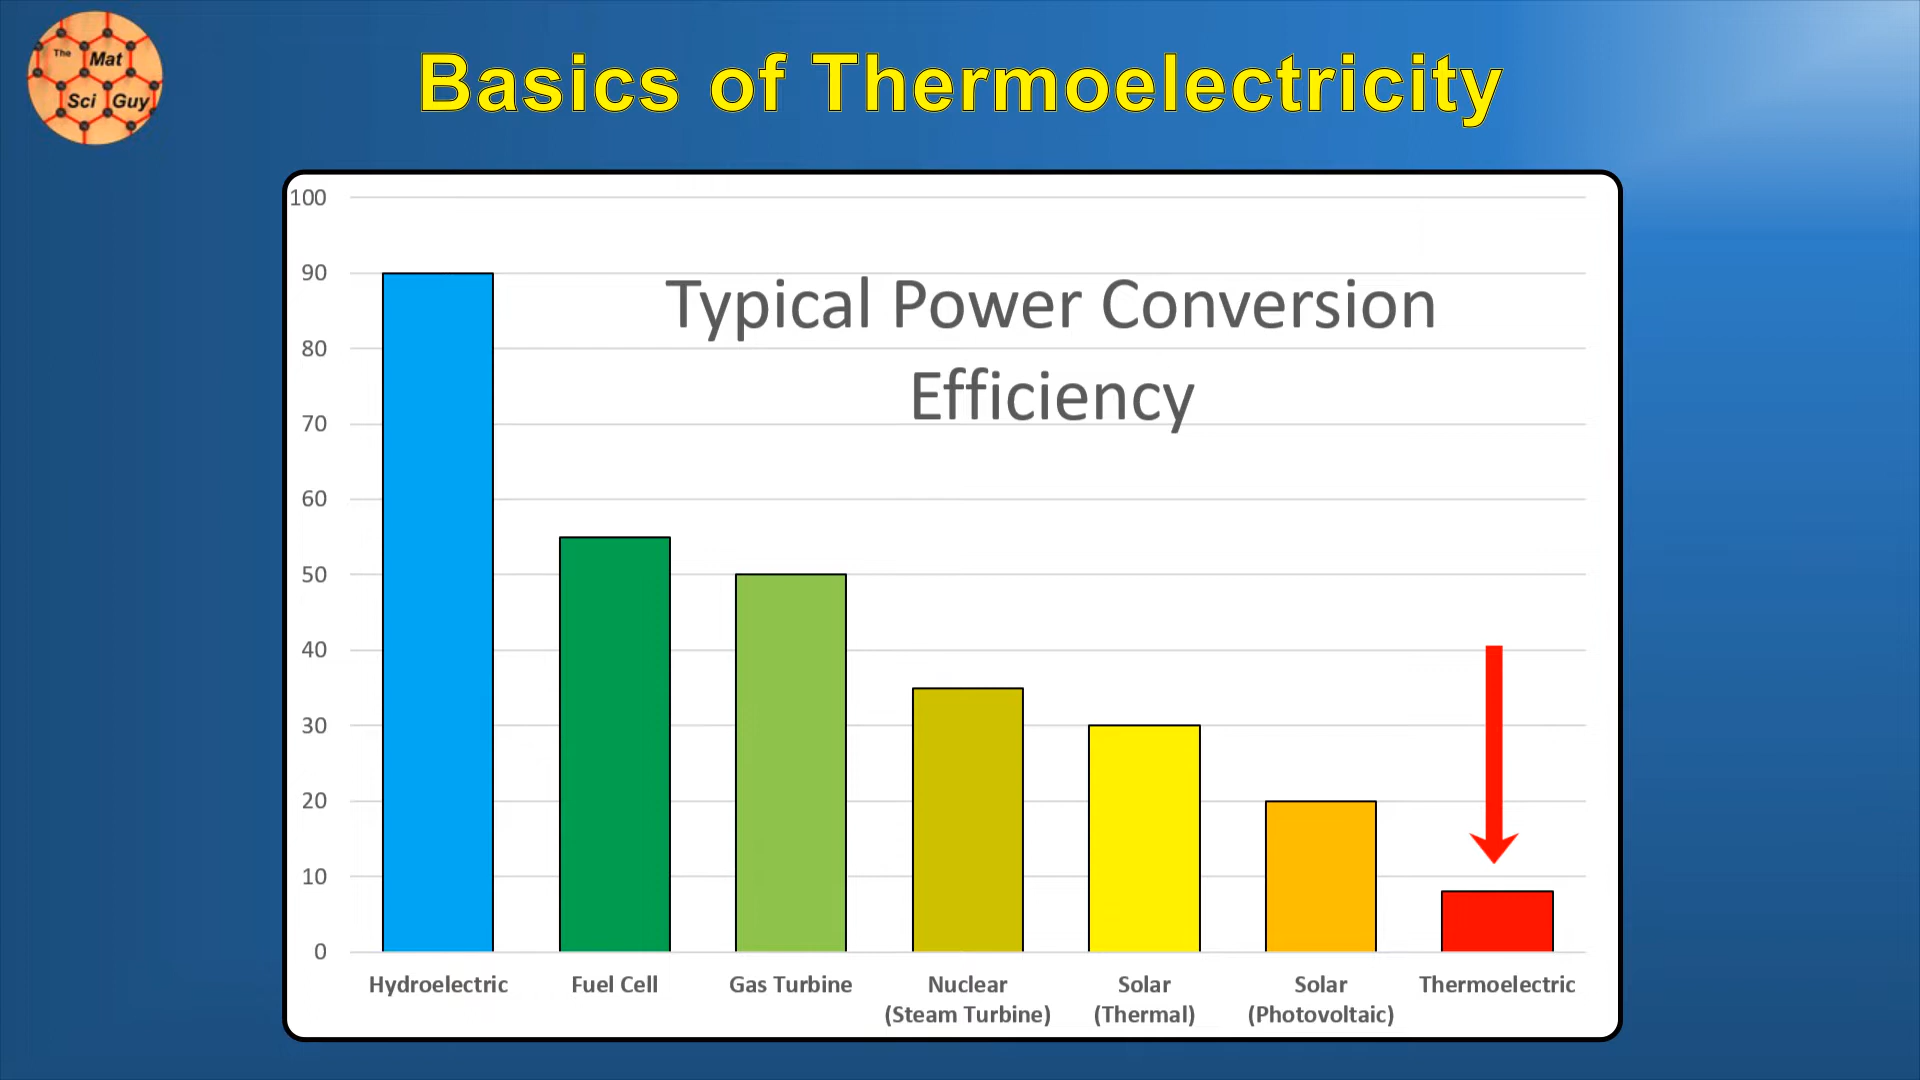 The
Mat
Sci Guy
Basics of Thermoelectricity
Typical Power Conversion
Efficiency
100
90
80
70
60
50
40
30
20
10
0
Hydroelectric Fuel Cell Gas Turbine Nuclear Solar Solar Thermoelectric
(Steam Turbine) (Thermal) (Photovoltaic)